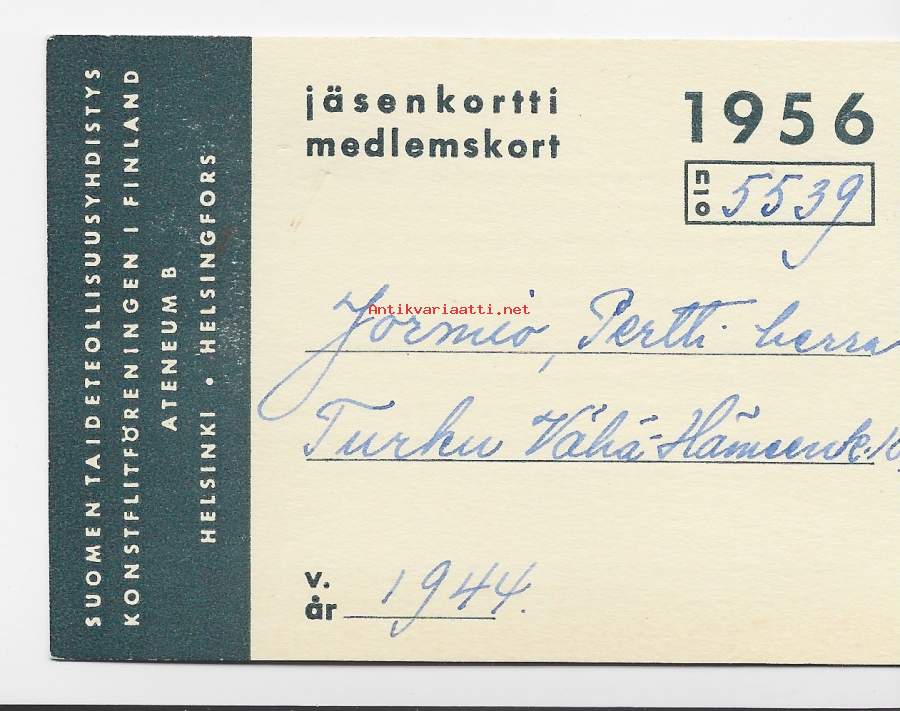 SUOMEN TAIDETEOLLISUUSYHDISTYS
KONSTFLITFÖRENINGEN I FINLAND
ATENEUM B
HELSINKI • HELSINGFORS
jäsenkortti
medlemskort
1956
n:o 5539
Antikvariaatti.net
Jormio, Pertti herra
Turku Vähä-Hämeenk.
v.
år 1944.